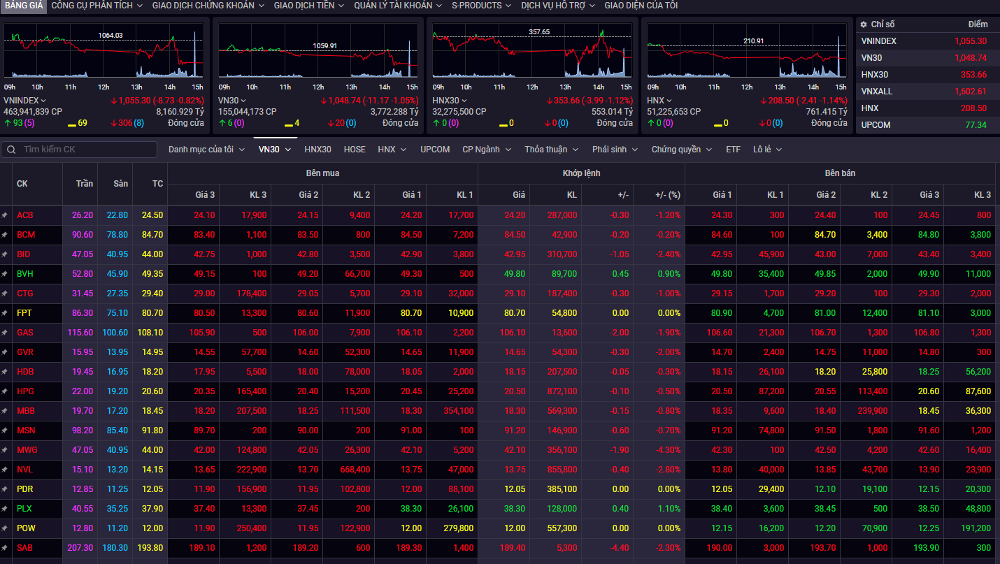 BẢNG GIÁ CÔNG CỤ PHÂN TÍCH GIAO DỊCH CHỨNG KHOÁN GIAO DỊCH TIỀN QUẢN LÝ TÀI KHOẢN S-PRODUCTS DỊCH VỤ HỖ TRỢ GIAO DIỆN CỦA TÔI
1064.03
09h 10h 11h 12h 13h 14h 15h
VNINDEX 1,055.30 (-8.73 -0.82%)
463,941,839 CP 8,160.929 Tỷ
93 (5) 69 306 (8) Đóng cửa
1059.91
09h 10h 11h 12h 13h 14h 15h
VN30 1,048.74 (-11.17 -1.05%)
155,044,173 CP 3,772.288 Tỷ
6 (0) 4 20 (0) Đóng cửa
357.65
09h 10h 11h 12h 13h 14h 15h
HNX30 353.66 (-3.99 -1.12%)
32,275,500 CP 553.014 Tỷ
0 (0) 0 0 (0) Đóng cửa
210.91
09h 10h 11h 12h 13h 14h 15h
HNX 208.50 (-2.41 -1.14%)
51,225,653 CP 761.415 Tỷ
0 (0) 0 0 (0) Đóng cửa
Chỉ số Điểm
VNINDEX 1,055.30
VN30 1,048.74
HNX30 353.66
VNXALL 1,602.61
HNX 208.50
UPCOM 77.34
Tìm kiếm CK Danh mục của tôi VN30 HNX30 HOSE HNX UPCOM CP Ngành Thỏa thuận Phái sinh Chứng quyền ETF Lô lẻ
CK Trần Sàn TC Bên mua Khớp lệnh Bên bán
Giá 3 KL 3 Giá 2 KL 2 Giá 1 KL 1 Giá KL +/- +/- (%) Giá 1 KL 1 Giá 2 KL 2 Giá 3 KL 3
ACB 26.20 22.80 24.50 24.10 17,900 24.15 9,400 24.20 17,700 24.20 287,000 -0.30 -1.20% 24.30 300 24.40 100 24.45 800
BCM 90.60 78.80 84.70 83.40 1,100 83.50 800 84.50 7,200 84.50 42,900 -0.20 -0.20% 84.60 100 84.70 3,400 84.80 3,800
BID 47.05 40.95 44.00 42.75 1,000 42.80 3,500 42.90 3,800 42.95 310,700 -1.05 -2.40% 42.95 45,900 43.00 7,000 43.40 3,400
BVH 52.80 45.90 49.35 49.15 100 49.20 66,700 49.30 500 49.80 89,700 0.45 0.90% 49.80 35,400 49.85 2,000 49.90 11,000
CTG 31.45 27.35 29.40 29.00 178,400 29.05 5,700 29.10 32,000 29.10 187,400 -0.30 -1.00% 29.15 1,700 29.20 100 29.30 2,000
FPT 86.30 75.10 80.70 80.50 13,300 80.60 11,900 80.70 10,900 80.70 54,800 0.00 0.00% 80.90 4,700 81.00 12,400 81.10 3,000
GAS 115.60 100.60 108.10 105.90 500 106.00 7,900 106.10 2,200 106.10 13,600 -2.00 -1.90% 106.60 21,300 106.70 1,300 106.80 1,300
GVR 15.95 13.95 14.95 14.55 57,700 14.60 52,300 14.65 11,900 14.65 54,300 -0.30 -2.00% 14.70 2,400 14.75 11,000 14.80 300
HDB 19.45 16.95 18.20 17.95 5,500 18.00 78,000 18.05 2,000 18.15 207,500 -0.05 -0.30% 18.15 26,100 18.20 25,800 18.25 56,200
HPG 22.00 19.20 20.60 20.35 165,400 20.40 15,200 20.45 25,200 20.50 872,100 -0.10 -0.50% 20.50 87,200 20.55 113,400 20.60 87,600
MBB 19.70 17.20 18.45 18.20 207,500 18.25 111,500 18.30 354,100 18.30 569,300 -0.15 -0.80% 18.35 9,600 18.40 239,900 18.45 36,300
MSN 98.20 85.40 91.80 89.70 200 90.00 200 91.00 100 91.20 146,900 -0.60 -0.70% 91.20 74,800 91.50 1,800 91.60 1,200
MWG 47.05 40.95 44.00 42.00 124,800 42.05 26,300 42.10 5,200 42.10 356,100 -1.90 -4.30% 42.30 100 42.50 4,200 42.60 16,400
NVL 15.10 13.20 14.15 13.65 222,900 13.70 668,400 13.75 47,000 13.75 855,800 -0.40 -2.80% 13.80 40,000 13.85 43,700 13.90 23,900
PDR 12.85 11.25 12.05 11.90 156,900 11.95 102,800 12.00 88,100 12.05 385,100 0.00 0.00% 12.05 29,400 12.10 19,100 12.15 20,300
PLX 40.55 35.25 37.90 37.40 13,300 37.45 200 38.30 26,100 38.30 128,000 0.40 1.10% 38.40 3,600 38.45 500 38.50 48,800
POW 12.80 11.20 12.00 11.90 250,400 11.95 122,900 12.00 279,800 12.00 557,300 0.00 0.00% 12.15 16,200 12.20 70,900 12.25 191,200
SAB 207.30 180.30 193.80 189.10 1,200 189.20 600 189.30 1,400 189.40 5,300 -4.40 -2.30% 190.00 3,000 193.70 1,000 193.90 300